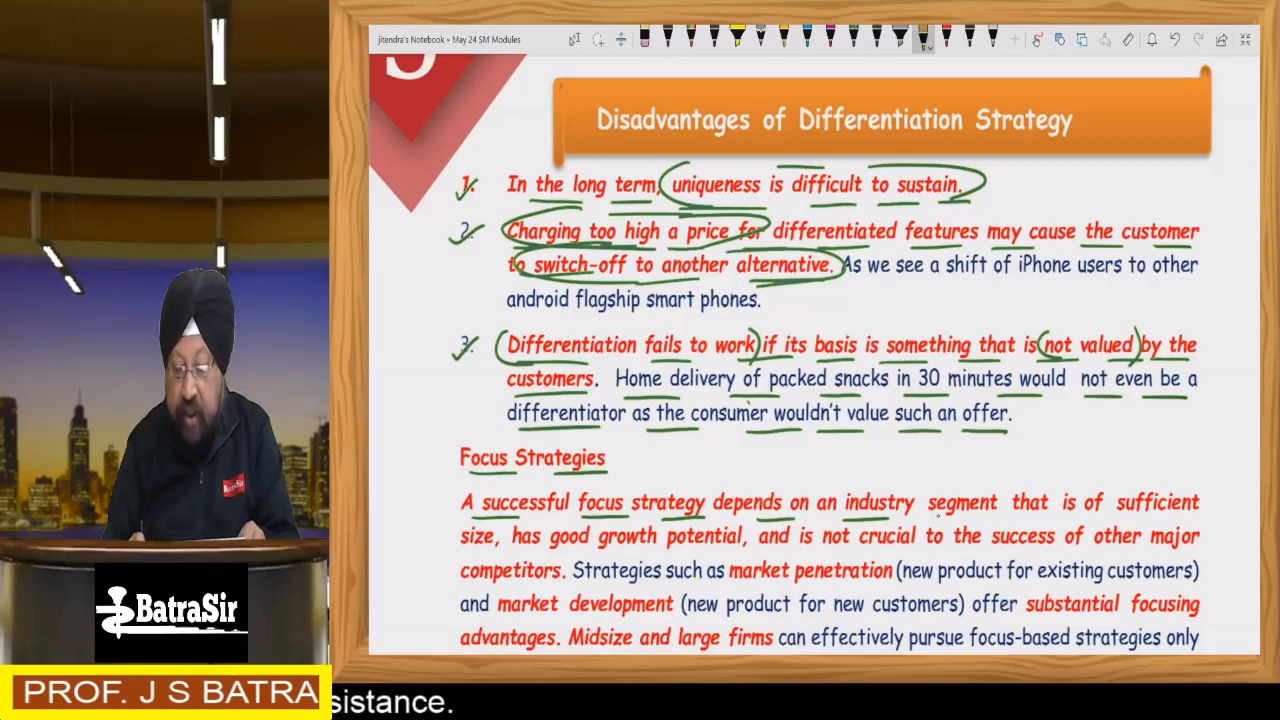 jitendra's Notebook » May 24 SM Modules
Disadvantages of Differentiation Strategy
1. In the long term, uniqueness is difficult to sustain.
2. Charging too high a price for differentiated features may cause the customer
to switch-off to another alternative. As we see a shift of iPhone users to other
android flagship smart phones.
3. Differentiation fails to work if its basis is something that is not valued by the
customers. Home delivery of packed snacks in 30 minutes would not even be a
differentiator as the consumer wouldn't value such an offer.
Focus Strategies
A successful focus strategy depends on an industry segment that is of sufficient
size, has good growth potential, and is not crucial to the success of other major
competitors. Strategies such as market penetration (new product for existing customers)
and market development (new product for new customers) offer substantial focusing
advantages. Midsize and large firms can effectively pursue focus-based strategies only
BatraSir
BatraSir
PROF. J S BATRA
sistance.